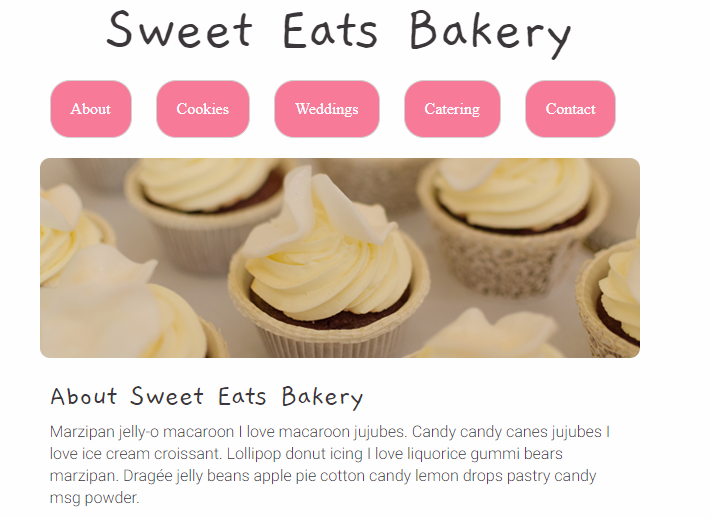 Sweet Eats Bakery
About Cookies Weddings Catering Contact
About Sweet Eats Bakery
Marzipan jelly-o macaroon I love macaroon jujubes. Candy candy canes jujubes I
love ice cream croissant. Lollipop donut icing I love liquorice gummi bears
marzipan. Dragée jelly beans apple pie cotton candy lemon drops pastry candy
msg powder.